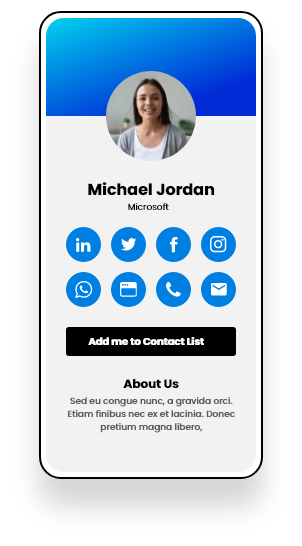 Michael Jordan
Microsoft
in
f
Add me to Contact List
About Us
Sed eu congue nunc, a gravida orci.
Etiam finibus nec ex et lacinia. Donec
pretium magna libero,